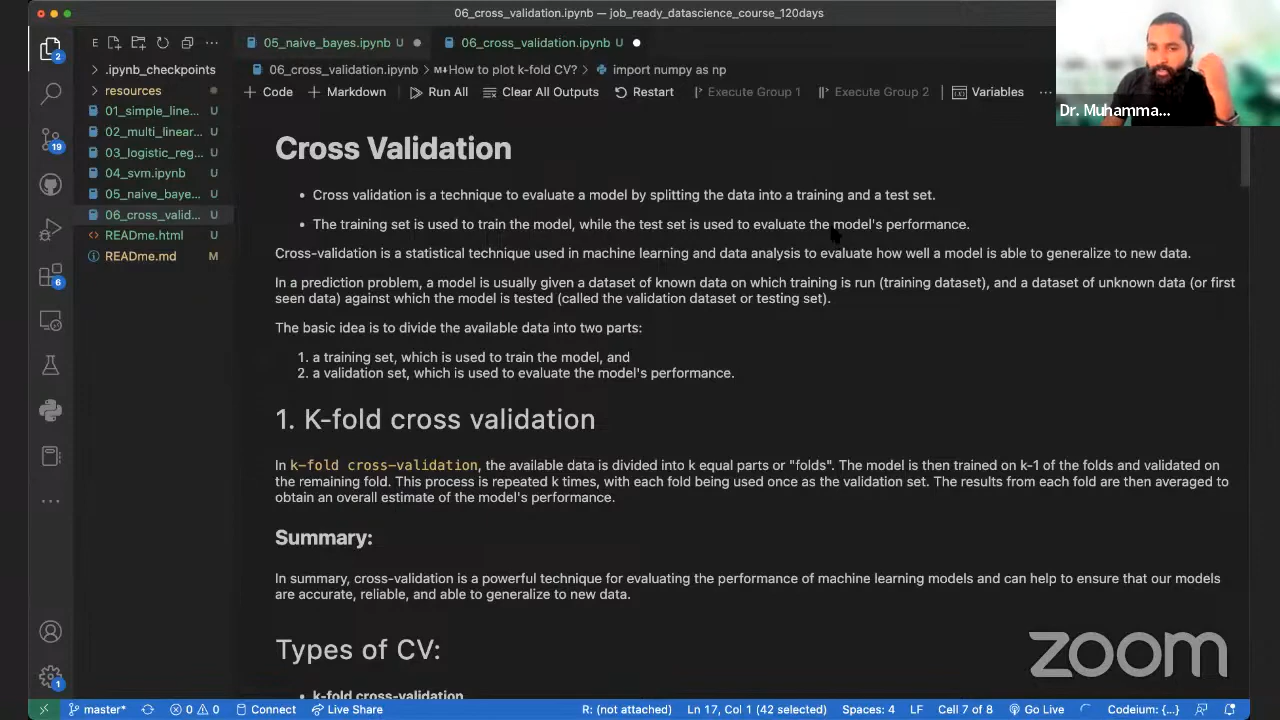 06_cross_validation.ipynb — job_ready_datascience_course_120days
E
05_naive_bayes.ipynb U
06_cross_validation.ipynb U
2
.ipynb_checkpoints
06_cross_validation.ipynb > M↓How to plot k-fold CV? > import numpy as np
resources
Code Markdown Run All Clear All Outputs Restart Execute Group 1 Execute Group 2 Variables ...
Dr. Muhamma...
01_simple_line... U
02_multi_linear... U
19
03_logistic_reg... U
04_svm.ipynb U
05_naive_baye... U
06_cross_valid... U
READme.html U
READme.md M
6
Cross Validation
• Cross validation is a technique to evaluate a model by splitting the data into a training and a test set.
• The training set is used to train the model, while the test set is used to evaluate the model's performance.
Cross-validation is a statistical technique used in machine learning and data analysis to evaluate how well a model is able to generalize to new data.
In a prediction problem, a model is usually given a dataset of known data on which training is run (training dataset), and a dataset of unknown data (or first
seen data) against which the model is tested (called the validation dataset or testing set).
The basic idea is to divide the available data into two parts:
1. a training set, which is used to train the model, and
2. a validation set, which is used to evaluate the model's performance.
1. K-fold cross validation
In k-fold cross-validation, the available data is divided into k equal parts or "folds". The model is then trained on k-1 of the folds and validated on
the remaining fold. This process is repeated k times, with each fold being used once as the validation set. The results from each fold are then averaged to
obtain an overall estimate of the model's performance.
Summary:
In summary, cross-validation is a powerful technique for evaluating the performance of machine learning models and can help to ensure that our models
are accurate, reliable, and able to generalize to new data.
Types of CV:
• k-fold cross-validation
zoom
1
master* 0 0 Connect Live Share R: (not attached) Ln 17, Col 1 (42 selected) Spaces: 4 LF Cell 7 of 8 Go Live Codeium: {...}